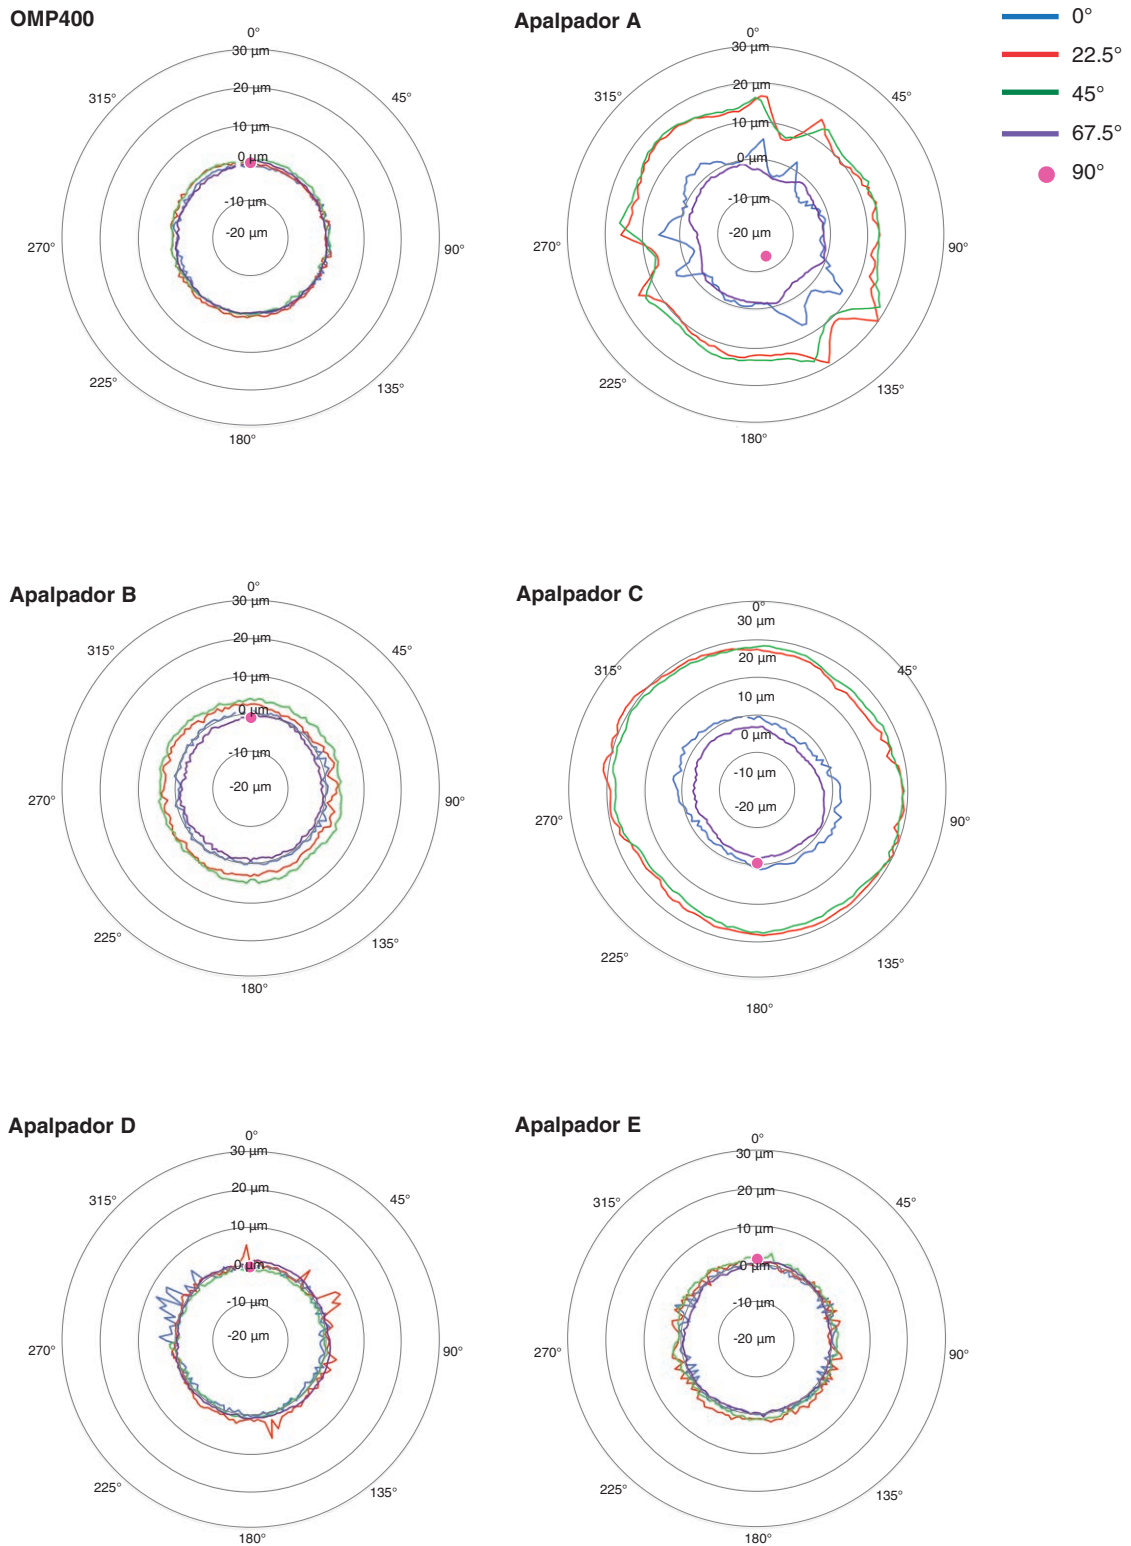 OMP400
0°
30 µm
20 µm
10 µm
0 µm
-10 µm
-20 µm
315°
45°
270°
90°
225°
135°
180°
Apalpador A
0°
30 µm
20 µm
10 µm
0 µm
-10 µm
-20 µm
315°
45°
270°
90°
225°
135°
180°
0°
22.5°
45°
67.5°
90°
Apalpador B
0°
30 µm
20 µm
10 µm
0 µm
-10 µm
-20 µm
315°
45°
270°
90°
225°
135°
180°
Apalpador C
0°
30 µm
20 µm
10 µm
0 µm
-10 µm
-20 µm
315°
45°
270°
90°
225°
135°
180°
Apalpador D
0°
30 µm
20 µm
10 µm
0 µm
-10 µm
-20 µm
315°
45°
270°
90°
225°
135°
180°
Apalpador E
0°
30 µm
20 µm
10 µm
0 µm
-10 µm
-20 µm
315°
45°
270°
90°
225°
135°
180°